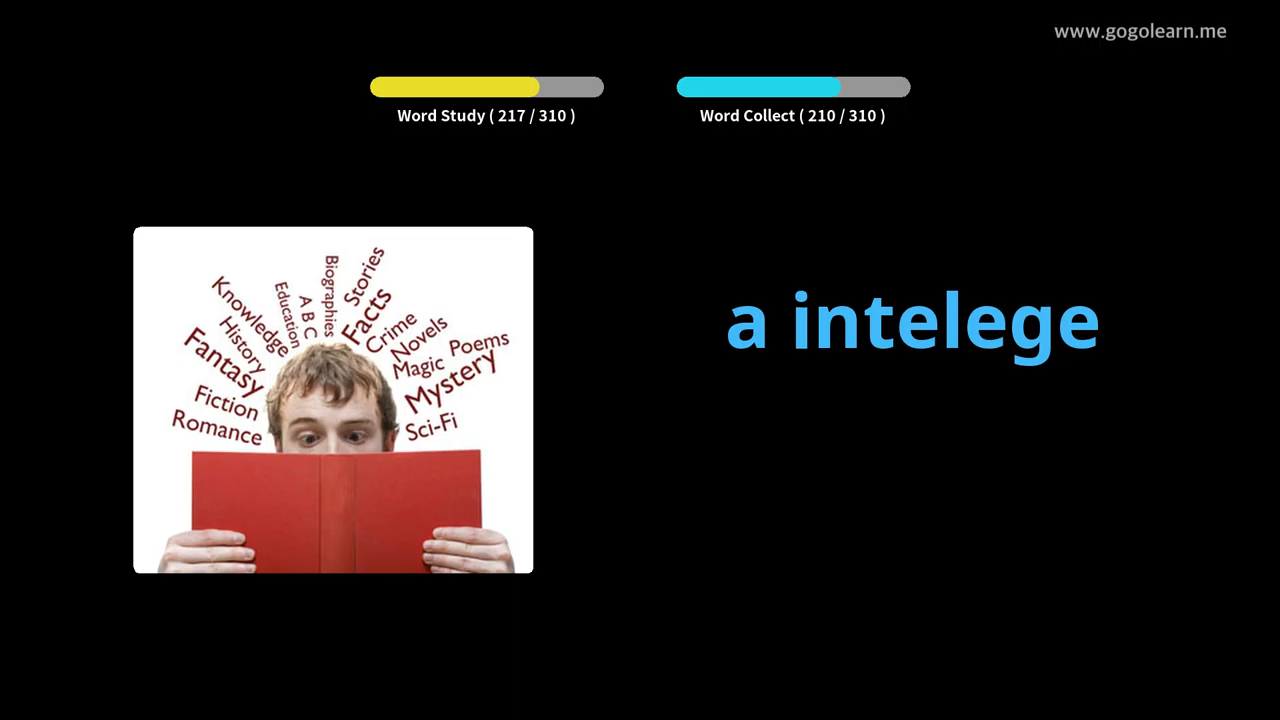 www.gogolearn.me
Word Study ( 217 / 310 )
Word Collect ( 210 / 310 )
a intelege
Knowledge
History
Fantasy
Fiction
Romance
Education
A B C
Biographies
Stories
Facts
Crime
Novels
Magic
Poems
Mystery
Sci-Fi